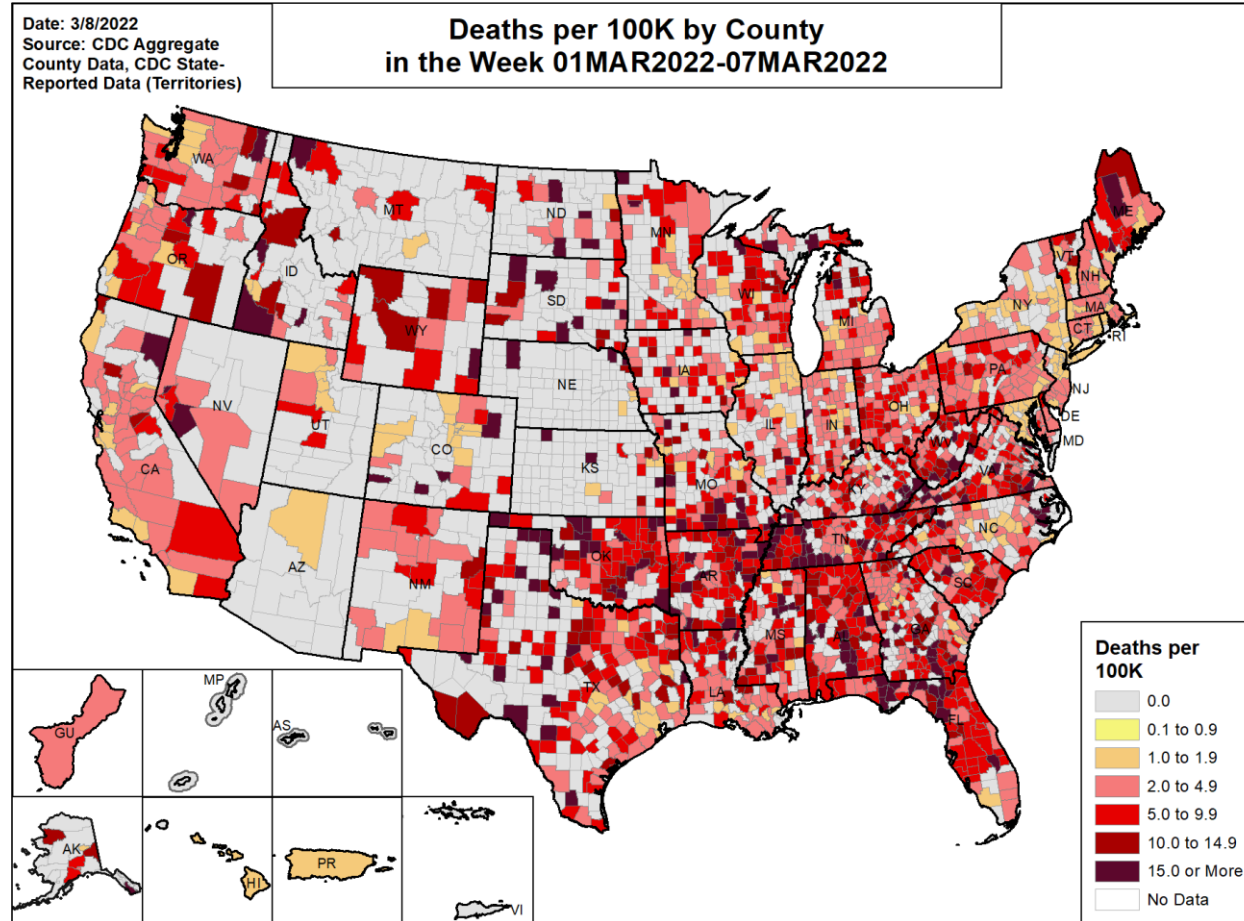 Date: 3/8/2022
Source: CDC Aggregate
County Data, CDC State-
Reported Data (Territories)
Deaths per 100K by County
in the Week 01MAR2022-07MAR2022
WA
MT
ND
MN
ME
OR
ID
SD
WI
MI
VT
NH
NY
MA
CT
RI
WY
IA
NE
PA
NJ
NV
UT
CO
IL
IN
OH
DE
MD
WV
VA
CA
KS
MO
KY
NC
AZ
NM
OK
AR
TN
SC
MS
AL
GA
TX
LA
FL
GU
MP
AS
AK
HI
PR
VI
Deaths per
100K
0.0
0.1 to 0.9
1.0 to 1.9
2.0 to 4.9
5.0 to 9.9
10.0 to 14.9
15.0 or More
No Data